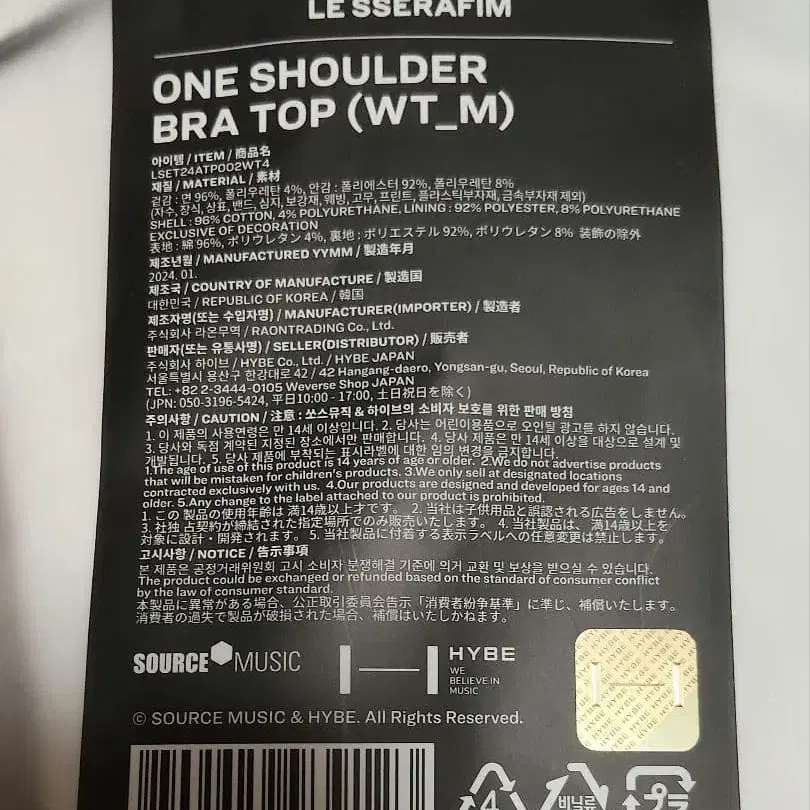 LE SSERAFIM
ONE SHOULDER
BRA TOP (WT_M)
아이템 / ITEM / 商品名
LSET24ATP002WT4
재질 / MATERIAL / 素材
겉감 : 면 96%, 폴리우레탄 4%, 안감 : 폴리에스터 92%, 폴리우레탄 8%
(자수, 장식, 상표, 밴드, 심지, 보강재, 웨빙, 고무, 프린트, 플라스틱부자재, 금속부자재 제외)
SHELL : 96% COTTON, 4% POLYURETHANE, LINING : 92% POLYESTER, 8% POLYURETHANE
EXCLUSIVE OF DECORATION
表地 : 綿 96%, ポリウレタン 4%, 裏地 : ポリエステル 92%, ポリウレタン 8% 装飾の除外
제조년월 / MANUFACTURED YYMM / 製造年月
2024. 01.
제조국 / COUNTRY OF MANUFACTURE / 製造国
대한민국 / REPUBLIC OF KOREA / 韓国
제조자명(또는 수입자명) / MANUFACTURER(IMPORTER) / 製造者
주식회사 라온무역 / RAONTRADING Co., Ltd.
판매자(또는 유통사명) / SELLER(DISTRIBUTOR) / 販売者
주식회사 하이브 / HYBE Co., Ltd. / HYBE JAPAN
서울특별시 용산구 한강대로 42 / 42 Hangang-daero, Yongsan-gu, Seoul, Republic of Korea
TEL: +82 2-3444-0105 Weverse Shop JAPAN
(JPN: 050-3196-5424, 平日10:00 - 17:00, 土日祝日を除く)
주의사항 / CAUTION / 注意 : 쏘스뮤직 & 하이브의 소비자 보호를 위한 판매 방침
1. 이 제품의 사용연령은 만 14세 이상입니다. 2. 당사는 어린이용품으로 오인될 광고를 하지 않습니다.
3. 당사와 독점 계약된 지정된 장소에서만 판매합니다. 4. 당사 제품은 만 14세 이상을 대상으로 설계 및
개발됩니다. 5. 당사 제품에 부착되는 표시라벨에 대한 임의 변경을 금지합니다.
1.The age of use of this product is 14 years of age or older. 2.We do not advertise products
that will be mistaken for children's products. 3.We only sell at designated locations
contracted exclusively with us. 4.Our products are designed and developed for ages 14 and
older. 5.Any change to the label attached to our product is prohibited.
1. この製品の使用年齢は満14歳以上才です。 2. 当社は子供用品と誤認される広告をしません。
3. 社独占契約が締結された指定場所でのみ販売いたします。 4. 当社製品は、満14歳以上を
対象に設計・開発されます。 5. 当社製品に付着する表示ラベルへの任意変更は禁止します。
고시사항 / NOTICE / 告示事項
본 제품은 공정거래위원회 고시 소비자 분쟁해결 기준에 의거 교환 및 보상을 받으실 수 있습니다.
The product could be exchanged or refunded based on the standard of consumer conflict
by the law of consumer standard.
本製品に異常がある場合、公正取引委員会告示「消費者紛争基準」に準じ、補償いたします。
消費者の過失で製品が破損された場合、補償はいたしかねます。
SOURCE MUSIC
HYBE
WE
BELIEVE IN
MUSIC
© SOURCE MUSIC & HYBE. All Rights Reserved.
4
비닐류